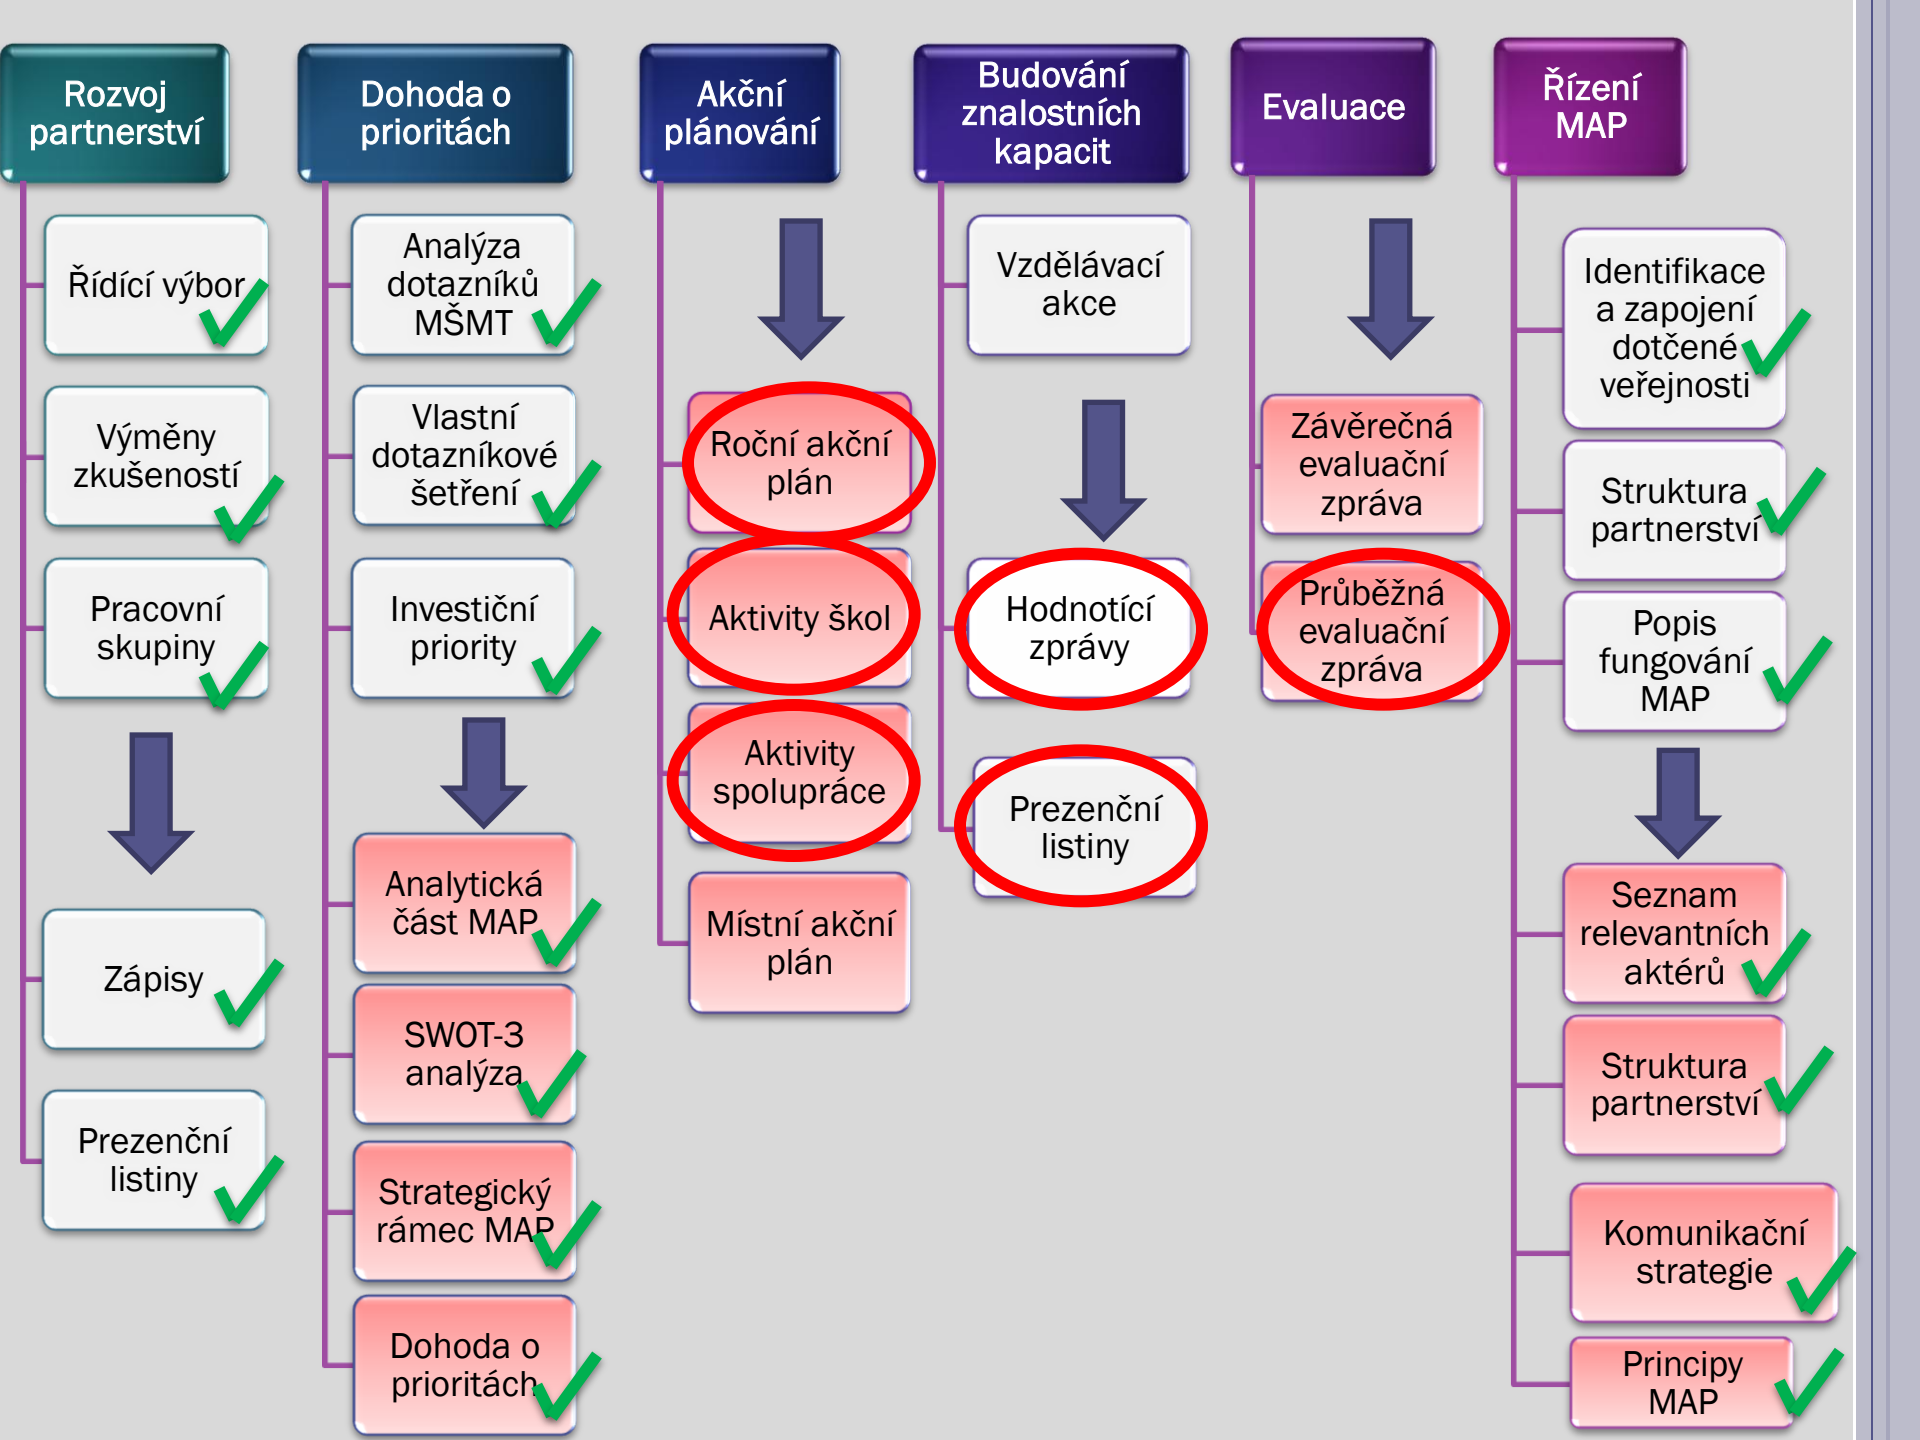 Rozvoj
partnerství
Řídící výbor
Výměny
zkušeností
Pracovní
skupiny
Zápisy
Prezenční
listiny
Dohoda o
prioritách
Analýza
dotazníků
MŠMT
Vlastní
dotazníkové
šetření
Investiční
priority
Analytická
část MAP
SWOT-3
analýza
Strategický
rámec MAP
Dohoda o
prioritách
Akční
plánování
Roční akční
plán
Aktivity škol
Aktivity
spolupráce
Místní akční
plán
Budování
znalostních
kapacit
Vzdělávací
akce
Hodnotící
zprávy
Prezenční
listiny
Evaluace
Závěrečná
evaluační
zpráva
Průběžná
evaluační
zpráva
Řízení
MAP
Identifikace
a zapojení
dotčené
veřejnosti
Struktura
partnerství
Popis
fungování
MAP
Seznam
relevantních
aktérů
Struktura
partnerství
Komunikační
strategie
Principy
MAP